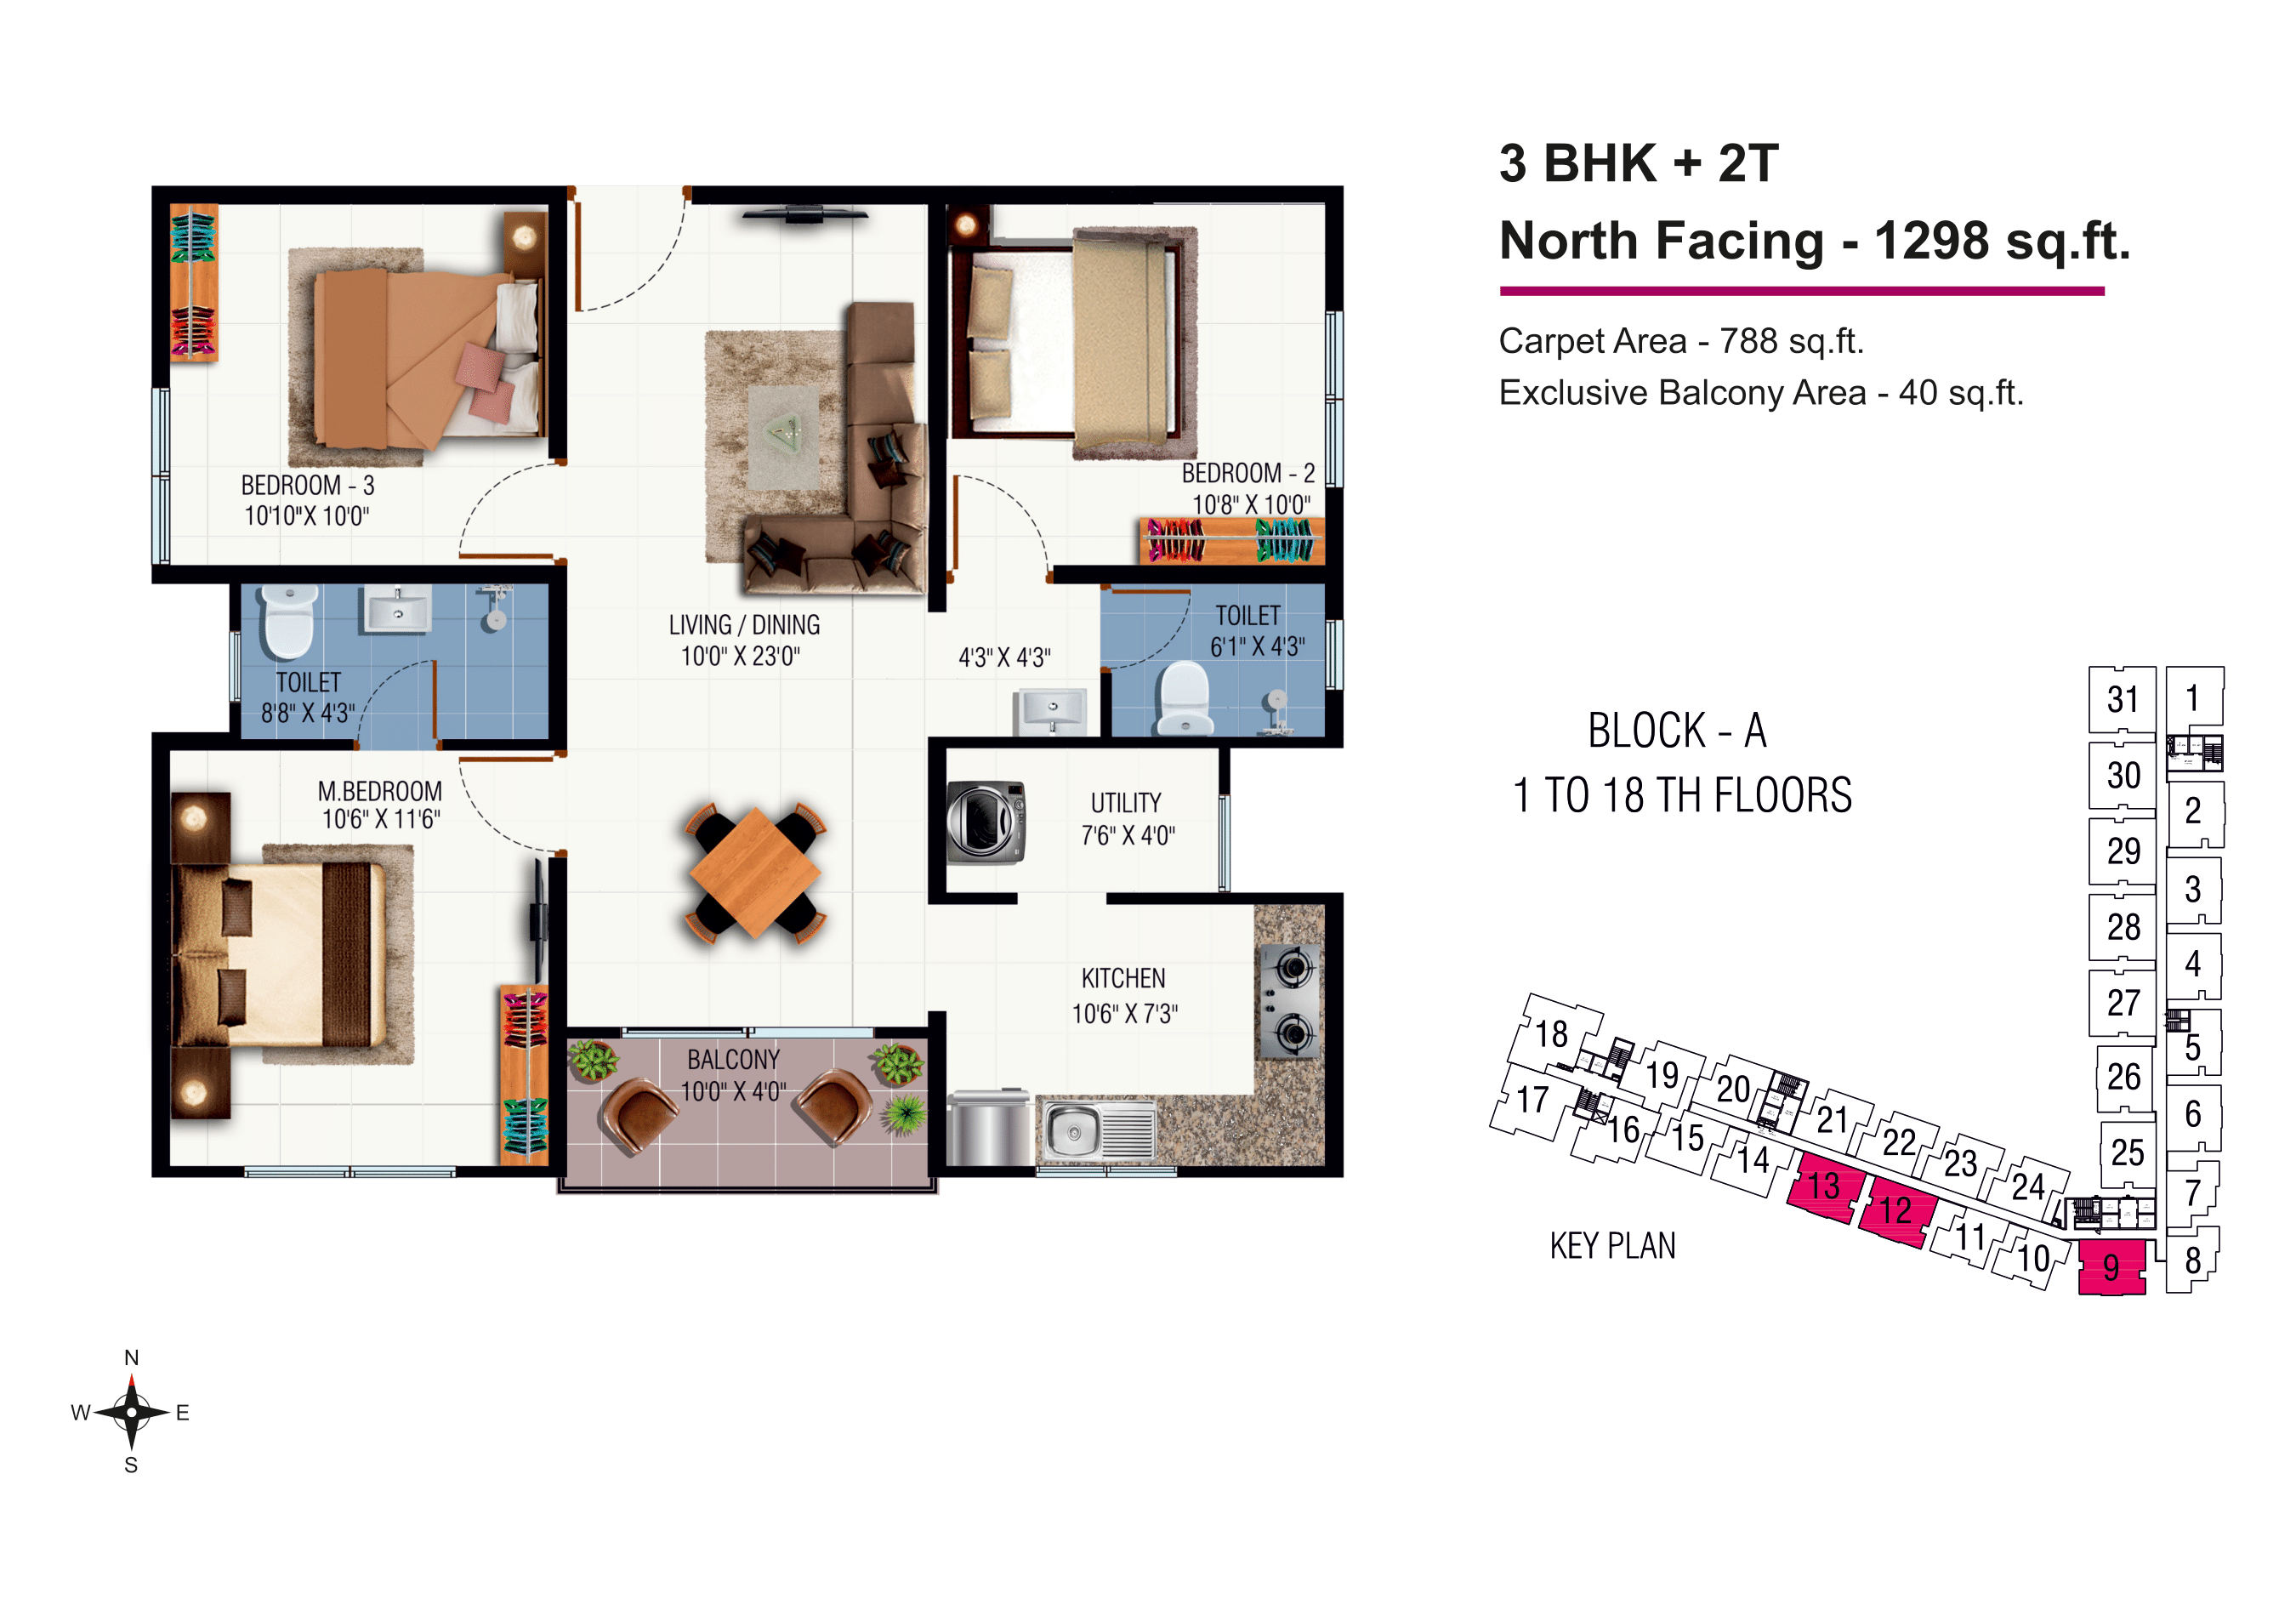 3 BHK + 2T
North Facing - 1298 sq.ft.
Carpet Area - 788 sq.ft.
Exclusive Balcony Area - 40 sq.ft.
BEDROOM - 3
10'10"X 10'0"
BEDROOM - 2
10'8" X 10'0"
LIVING / DINING
10'0" X 23'0"
4'3" X 4'3"
TOILET
6'1" X 4'3"
TOILET
8'8" X 4'3"
M.BEDROOM
10'6" X 11'6"
UTILITY
7'6" X 4'0"
KITCHEN
10'6" X 7'3"
BALCONY
10'0" X 4'0"
BLOCK - A
1 TO 18 TH FLOORS
31
1
30
2
29
3
28
4
27
5
26
6
25
7
8
18
19
20
21
22
23
24
17
16
15
14
13
12
11
10
9
KEY PLAN
N
W
E
S